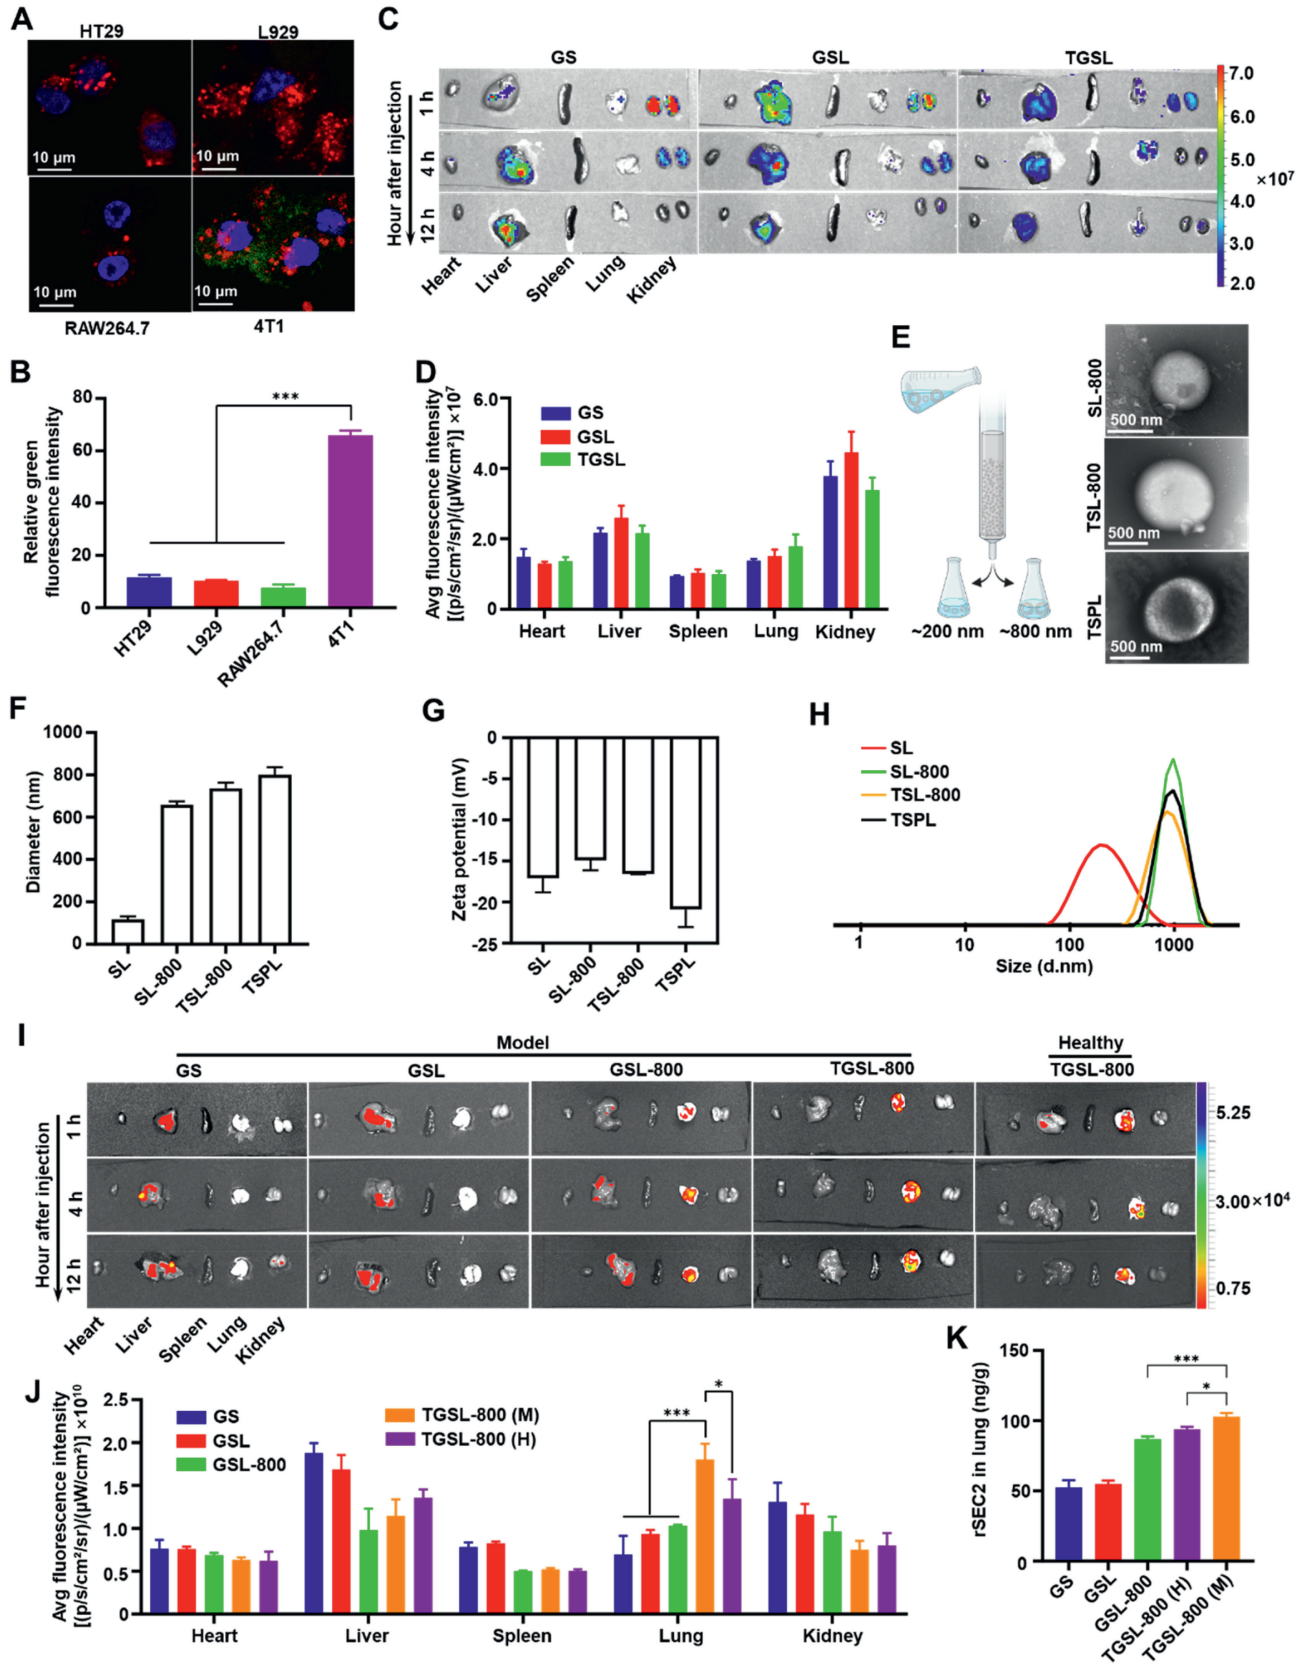 A
HT29
L929
10 µm
10 µm
10 µm
10 µm
RAW264.7
4T1
C
GS
GSL
TGSL
Hour after injection
1 h
4 h
12 h
Heart
Liver
Spleen
Lung
Kidney
7.0
6.0
5.0
×10⁷
4.0
3.0
2.0
B
Relative green
fluorescence intensity
80
60
40
20
0
***
HT29
L929
RAW264.7
4T1
D
Avg fluorescence intensity
[(p/s/cm²/sr)/(µW/cm²)] ×10⁷
6.0
4.0
2.0
0
GS
GSL
TGSL
Heart
Liver
Spleen
Lung
Kidney
E
~200 nm
~800 nm
SL-800
500 nm
TSL-800
500 nm
TSPL
500 nm
F
Diameter (nm)
1000
800
600
400
200
0
SL
SL-800
TSL-800
TSPL
G
Zeta potential (mV)
0
-5
-10
-15
-20
-25
SL
SL-800
TSL-800
TSPL
H
SL
SL-800
TSL-800
TSPL
1
10
100
1000
Size (d.nm)
I
Model
Healthy
GS
GSL
GSL-800
TGSL-800
TGSL-800
Hour after injection
1 h
4 h
12 h
Heart
Liver
Spleen
Lung
Kidney
5.25
3.00 ×10⁴
0.75
J
Avg fluorescence intensity
[(p/s/cm²/sr)/(µW/cm²)] ×10¹⁰
2.5
2.0
1.5
1.0
0.5
0
GS
GSL
GSL-800
TGSL-800 (M)
TGSL-800 (H)
***
*
Heart
Liver
Spleen
Lung
Kidney
K
rSEC2 in lung (ng/g)
150
100
50
0
***
*
GS
GSL
GSL-800
TGSL-800 (H)
TGSL-800 (M)